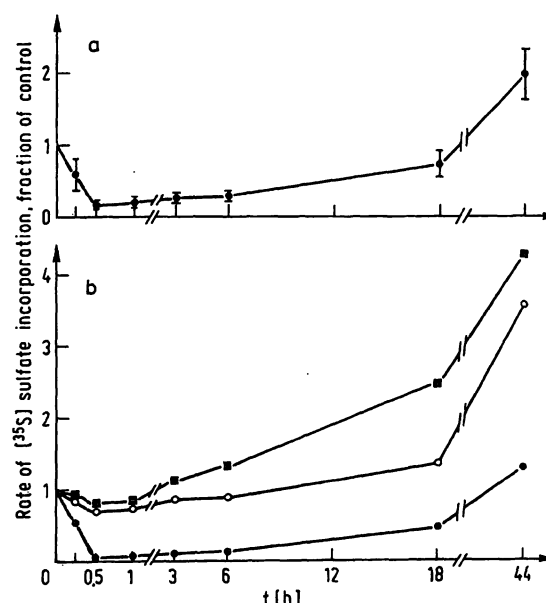 Rate of [³⁵S] sulfate incorporation, fraction of control
a
2
1
0
b
4
3
2
1
0 0,5 1 3 6 12 18 44
t[h]